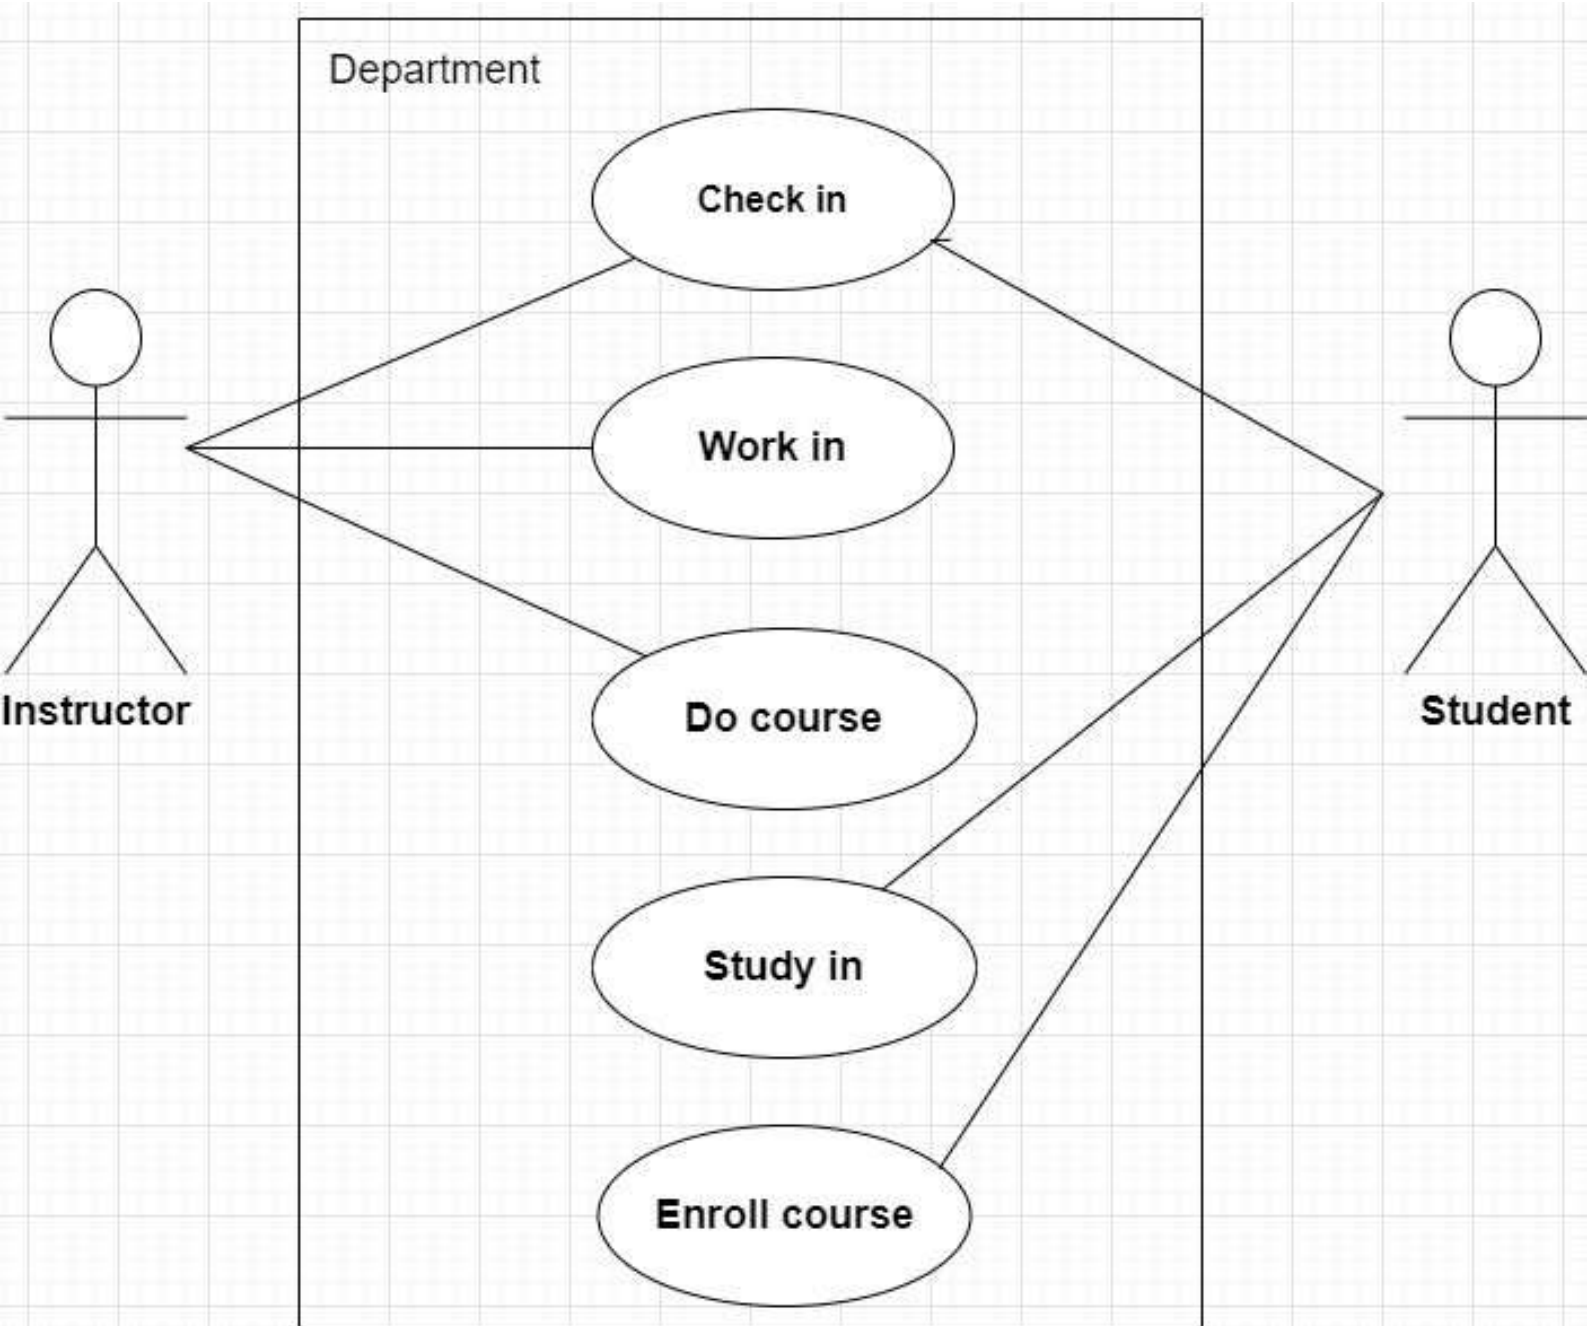 Department
Check in
Work in
Instructor
Student
Do course
Study in
Enroll course